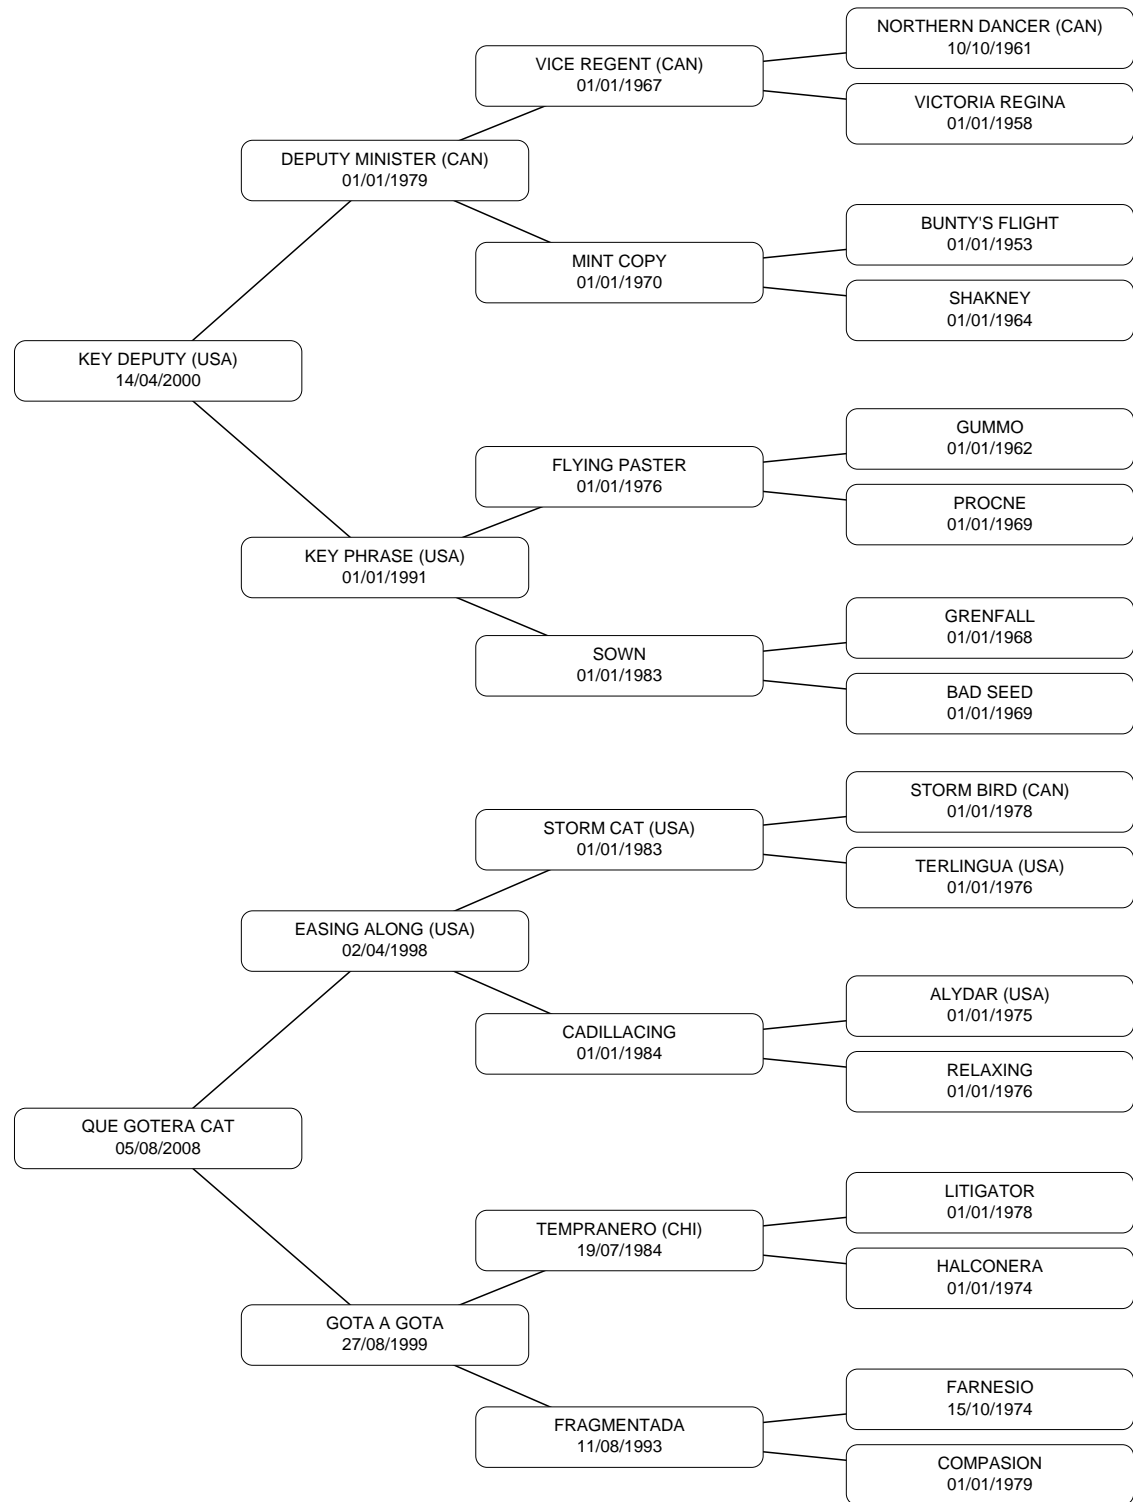 NORTHERN DANCER (CAN)
10/10/1961
VICE REGENT (CAN)
01/01/1967
VICTORIA REGINA
01/01/1958
DEPUTY MINISTER (CAN)
01/01/1979
BUNTY'S FLIGHT
01/01/1953
MINT COPY
01/01/1970
SHAKNEY
01/01/1964
KEY DEPUTY (USA)
14/04/2000
GUMMO
01/01/1962
FLYING PASTER
01/01/1976
PROCNE
01/01/1969
KEY PHRASE (USA)
01/01/1991
GRENFALL
01/01/1968
SOWN
01/01/1983
BAD SEED
01/01/1969
STORM BIRD (CAN)
01/01/1978
STORM CAT (USA)
01/01/1983
TERLINGUA (USA)
01/01/1976
EASING ALONG (USA)
02/04/1998
ALYDAR (USA)
01/01/1975
CADILLACING
01/01/1984
RELAXING
01/01/1976
QUE GOTERA CAT
05/08/2008
LITIGATOR
01/01/1978
TEMPRANERO (CHI)
19/07/1984
HALCONERA
01/01/1974
GOTA A GOTA
27/08/1999
FARNESIO
15/10/1974
FRAGMENTADA
11/08/1993
COMPASION
01/01/1979